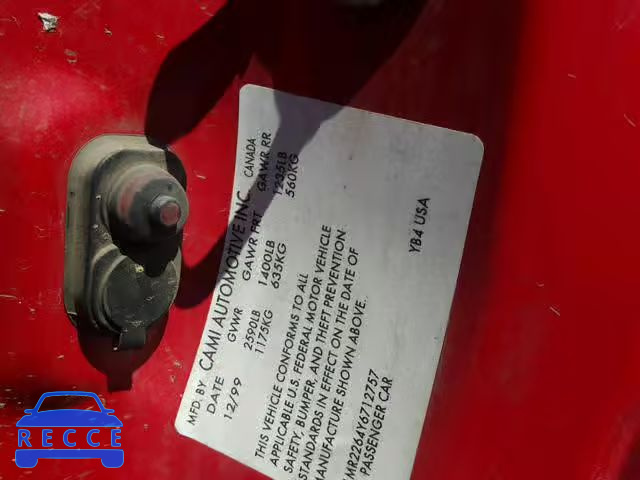 MFD. BY CAMI AUTOMOTIVE INC. CANADA
DATE GVWR GAWR FRT GAWR RR
12/99 2590LB 1400LB 1235LB
1175KG 635KG 560KG
THIS VEHICLE CONFORMS TO ALL
APPLICABLE U.S. FEDERAL MOTOR VEHICLE
SAFETY, BUMPER, AND THEFT PREVENTION
STANDARDS IN EFFECT ON THE DATE OF
MANUFACTURE SHOWN ABOVE.
MR2264Y6712757
PASSENGER CAR YB4 USA
RECCE